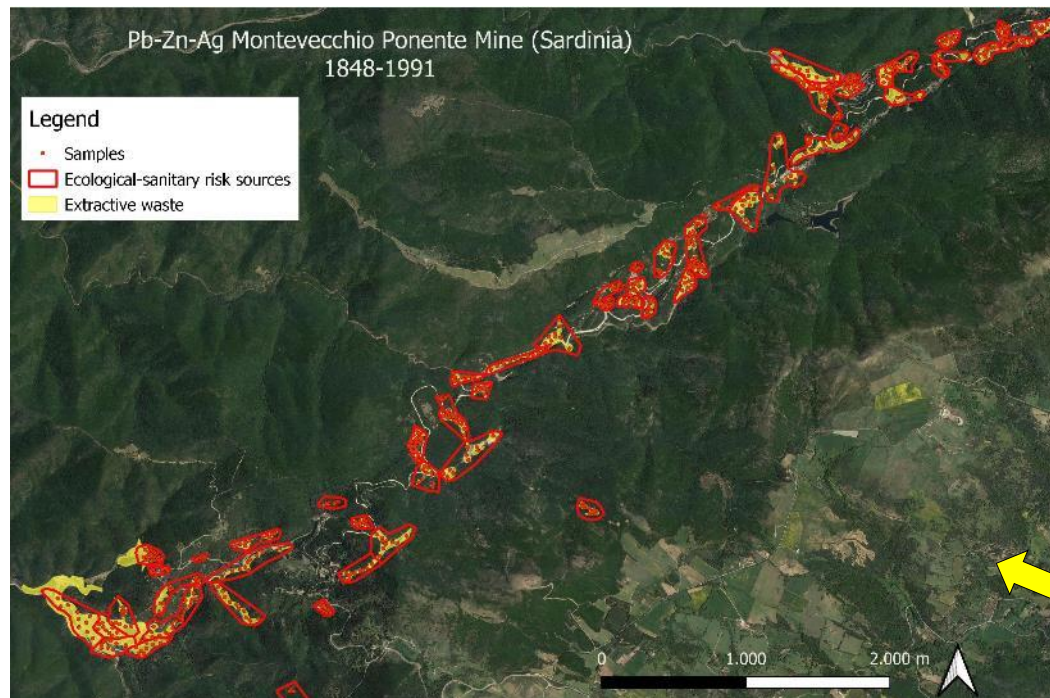 Pb-Zn-Ag Montevecchio Ponente Mine (Sardinia)
1848-1991
Legend
Samples
Ecological-sanitary risk sources
Extractive waste
0 1.000 2.000 m